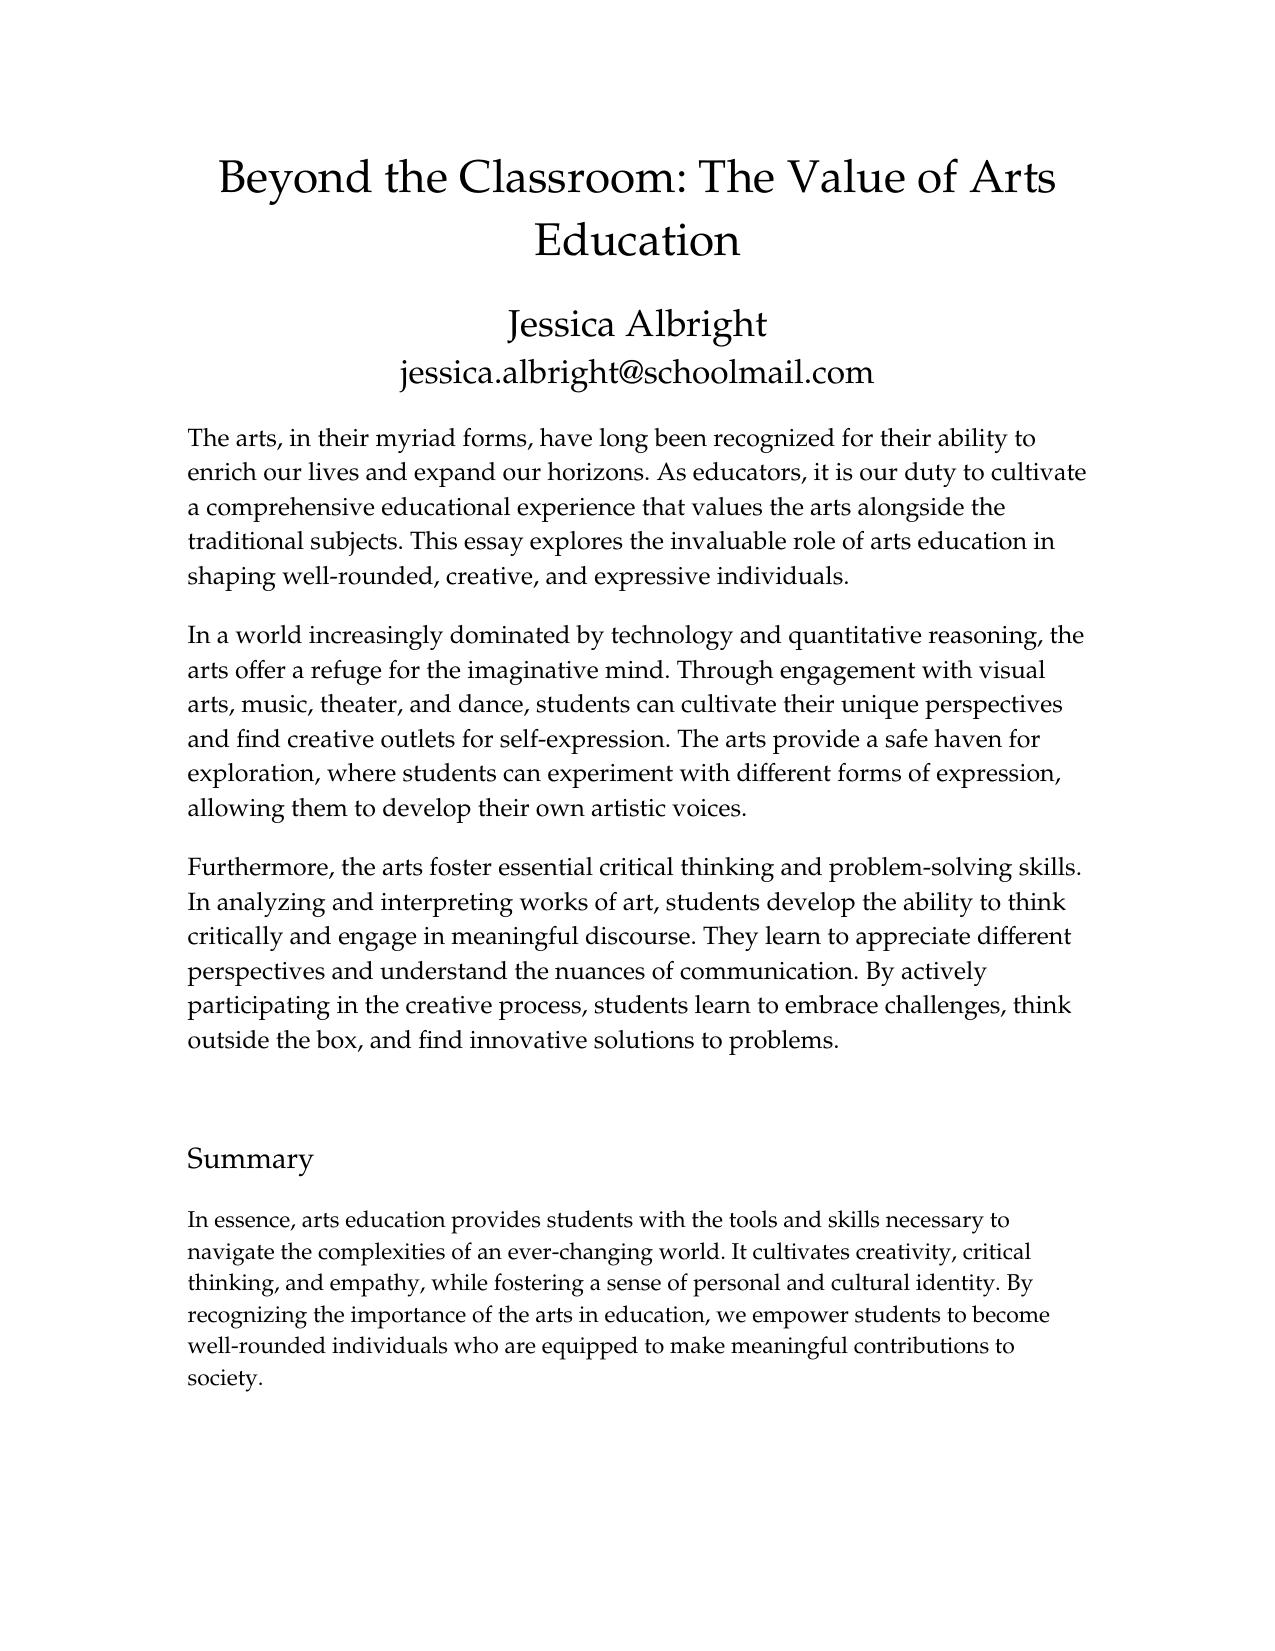 Beyond the Classroom: The Value of Arts
Education
Jessica Albright
jessica.albright@schoolmail.com
The arts, in their myriad forms, have long been recognized for their ability to
enrich our lives and expand our horizons. As educators, it is our duty to cultivate
a comprehensive educational experience that values the arts alongside the
traditional subjects. This essay explores the invaluable role of arts education in
shaping well-rounded, creative, and expressive individuals.
In a world increasingly dominated by technology and quantitative reasoning, the
arts offer a refuge for the imaginative mind. Through engagement with visual
arts, music, theater, and dance, students can cultivate their unique perspectives
and find creative outlets for self-expression. The arts provide a safe haven for
exploration, where students can experiment with different forms of expression,
allowing them to develop their own artistic voices.
Furthermore, the arts foster essential critical thinking and problem-solving skills.
In analyzing and interpreting works of art, students develop the ability to think
critically and engage in meaningful discourse. They learn to appreciate different
perspectives and understand the nuances of communication. By actively
participating in the creative process, students learn to embrace challenges, think
outside the box, and find innovative solutions to problems.
Summary
In essence, arts education provides students with the tools and skills necessary to
navigate the complexities of an ever-changing world. It cultivates creativity, critical
thinking, and empathy, while fostering a sense of personal and cultural identity. By
recognizing the importance of the arts in education, we empower students to become
well-rounded individuals who are equipped to make meaningful contributions to
society.